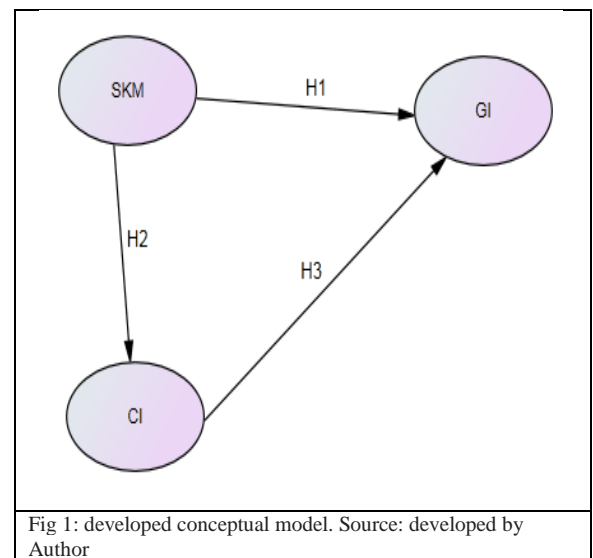 SKM
H1
GI
H2
H3
CI
Fig 1: developed conceptual model. Source: developed by
Author